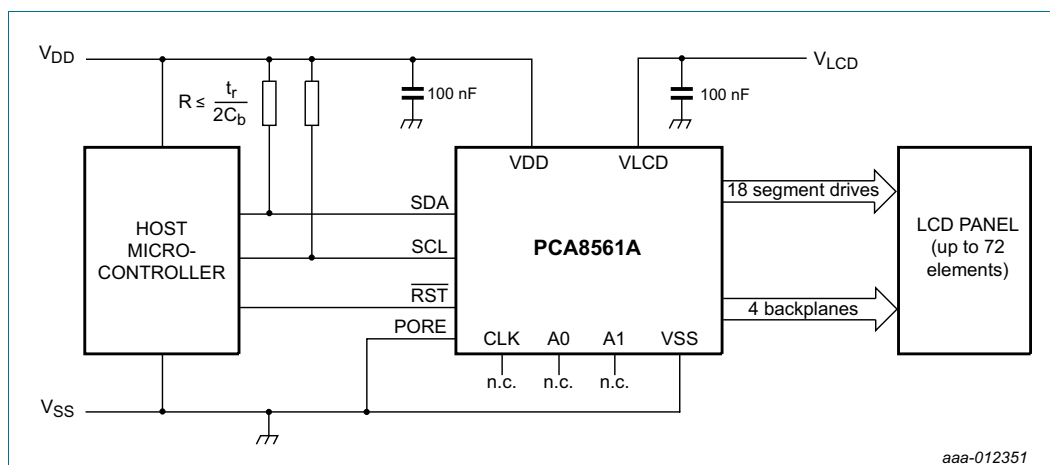 VDD
VLCD
R ≤ tr/2Cb
100 nF
100 nF
VDD
VLCD
HOST
MICRO-
CONTROLLER
SDA
SCL
RST
PORE
PCA8561A
18 segment drives
4 backplanes
LCD PANEL
(up to 72
elements)
CLK
A0
A1
VSS
n.c.
n.c.
n.c.
VSS
aaa-012351